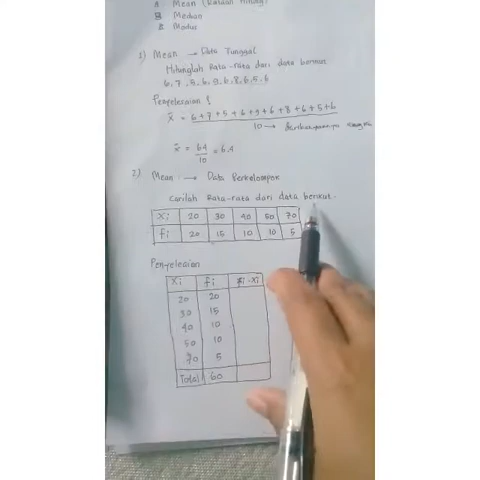 Mean (Rataan Hitung)
Median
Modus
1) Mean → Data Tunggal
Hitunglah Rata-rata dari data berikut
6, 7, 5, 6, 9, 6, 8, 6, 5, 6
Penyelesaian
x̄ = 6+7+5+6+9+6+8+6+5+6
10 →
x̄ = 64
10 = 6.4
2) Mean → Data Berkelompok
Carilah Rata-rata dari data berikut.
Xi 20 30 40 50 70
fi 20 15 10 10 5
Penyelesaian
Xi fi fi . Xi
20 20
30 15
40 10
50 10
70 5
Total 60